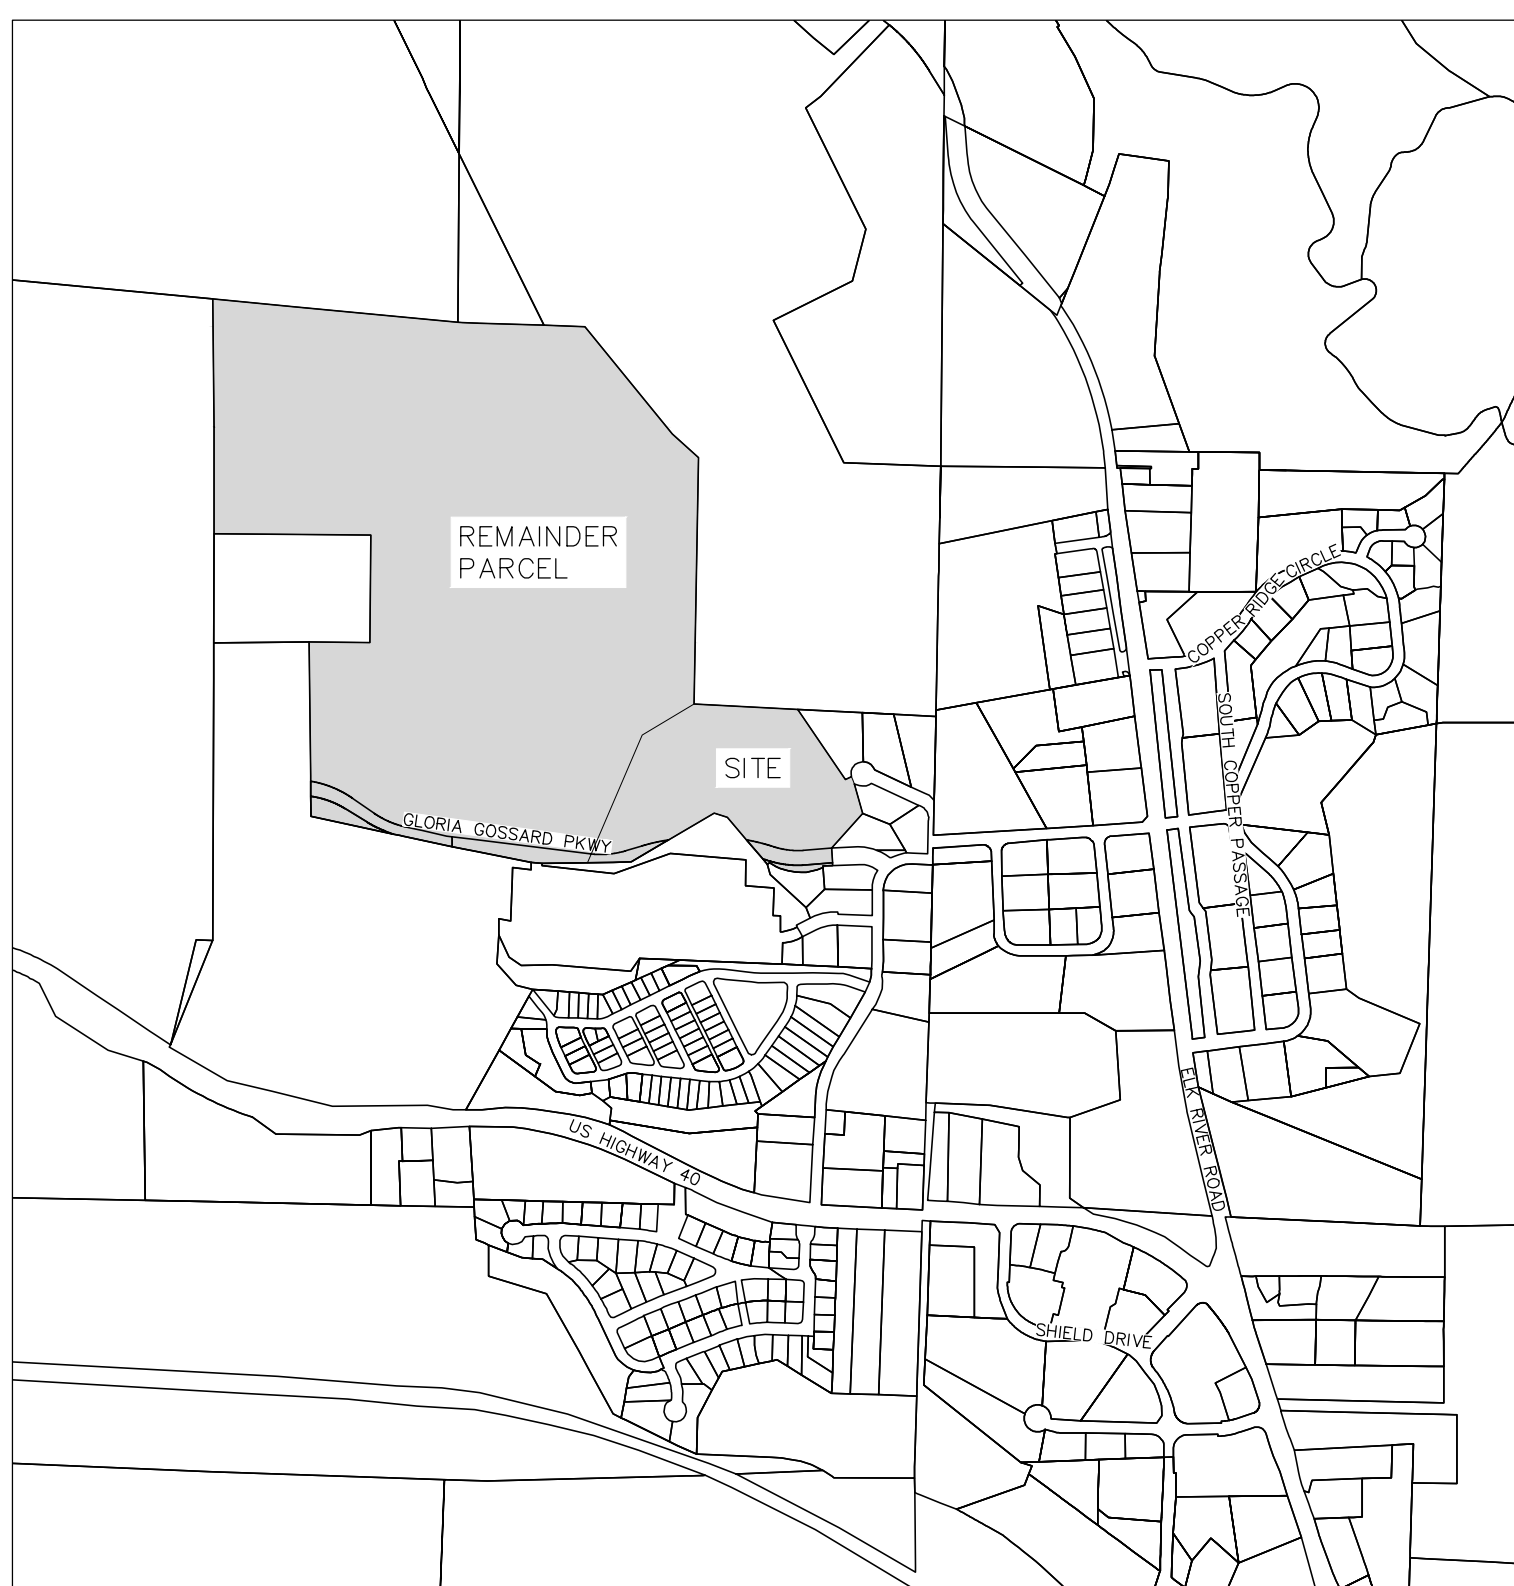 REMAINDER
PARCEL
COPPER RIDGE CIRCLE
SOUTH COPPER PASSAGE
SITE
GLORIA GOSSARD PKWY
US HIGHWAY 40
ELK RIVER ROAD
SHIELD DRIVE